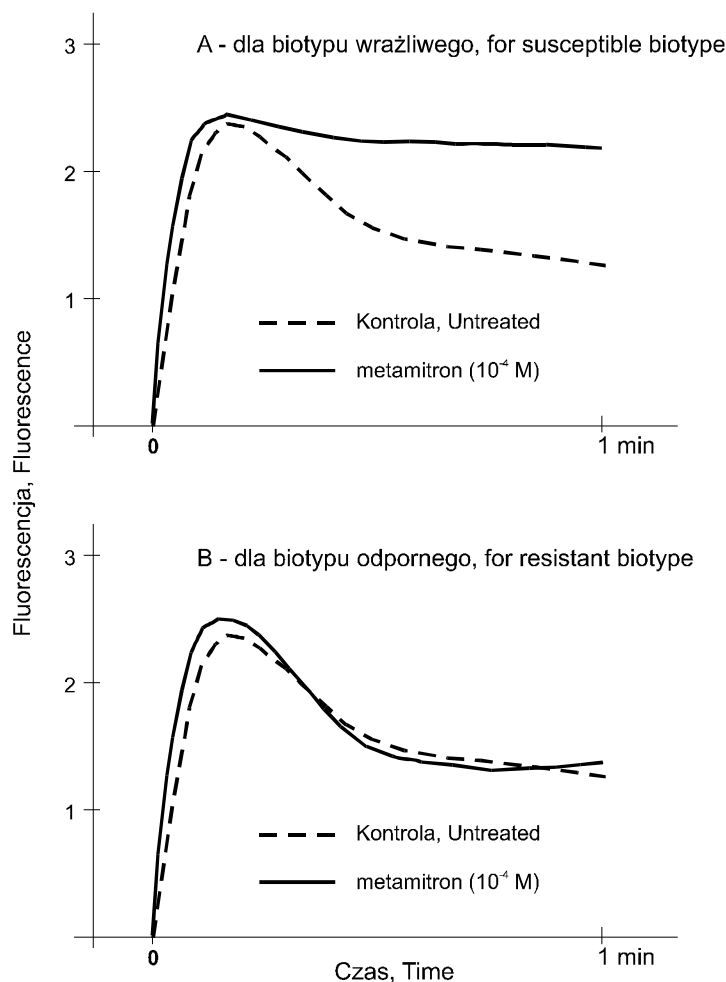 3
A - dla biotypu wrażliwego, for susceptible biotype
2
1
Kontrola, Untreated
metamitron (10⁻⁴ M)
0
1 min
Fluorescencja, Fluorescence
3
B - dla biotypu odpornego, for resistant biotype
2
1
Kontrola, Untreated
metamitron (10⁻⁴ M)
0
1 min
Czas, Time